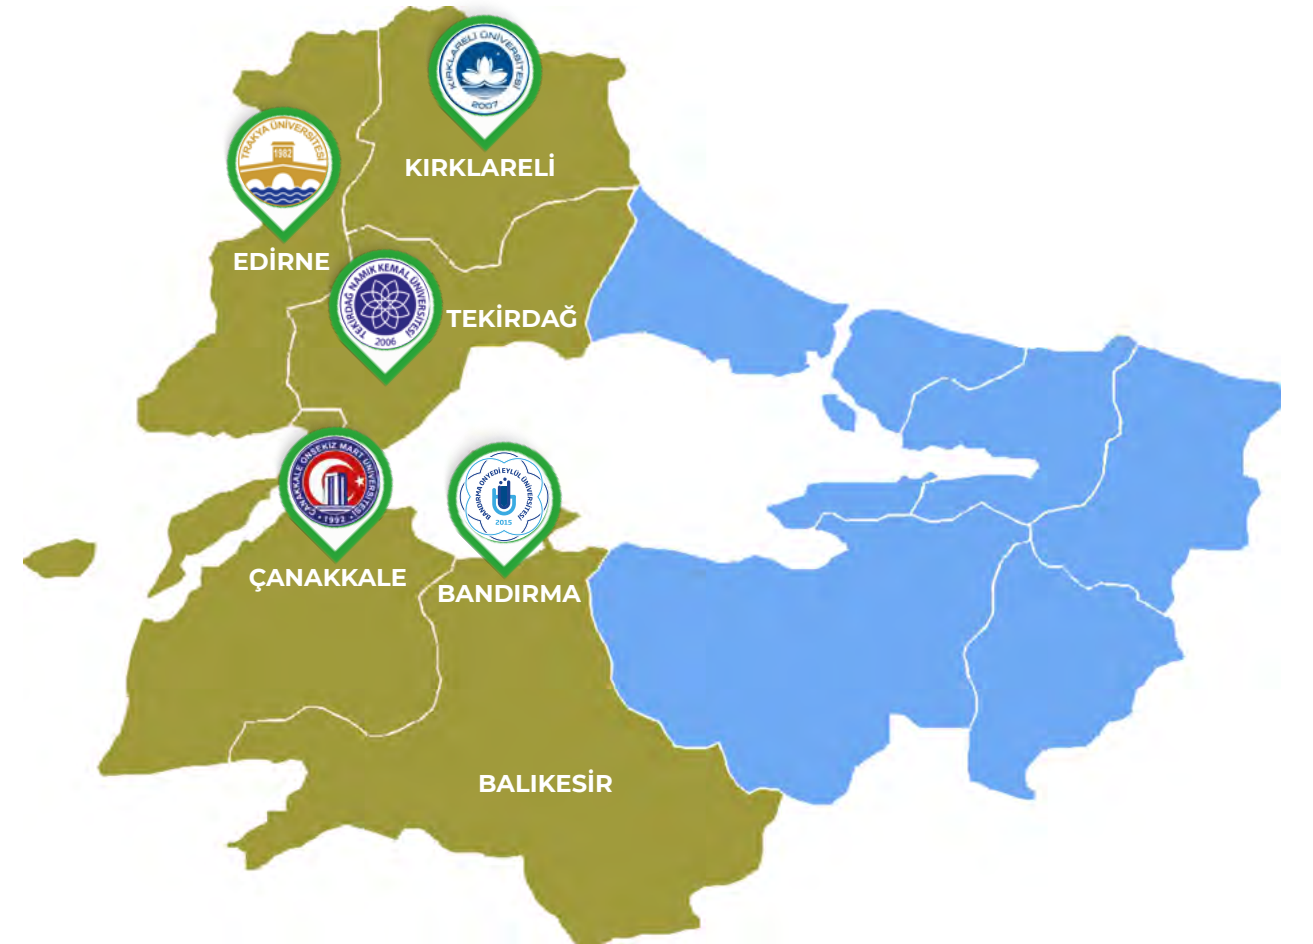 KIRKLARELİ ÜNİVERSİTESİ
2007
KIRKLARELİ
TRAKYA ÜNİVERSİTESİ
1982
EDİRNE
TEKİRDAĞ NAMIK KEMAL ÜNİVERSİTESİ
2006
TEKİRDAĞ
ÇANAKKALE ONSEKİZ MART ÜNİVERSİTESİ
• 1992 •
ÇANAKKALE
BANDIRMA ONYEDİ EYLÜL ÜNİVERSİTESİ
2015
BANDIRMA
BALIKESİR